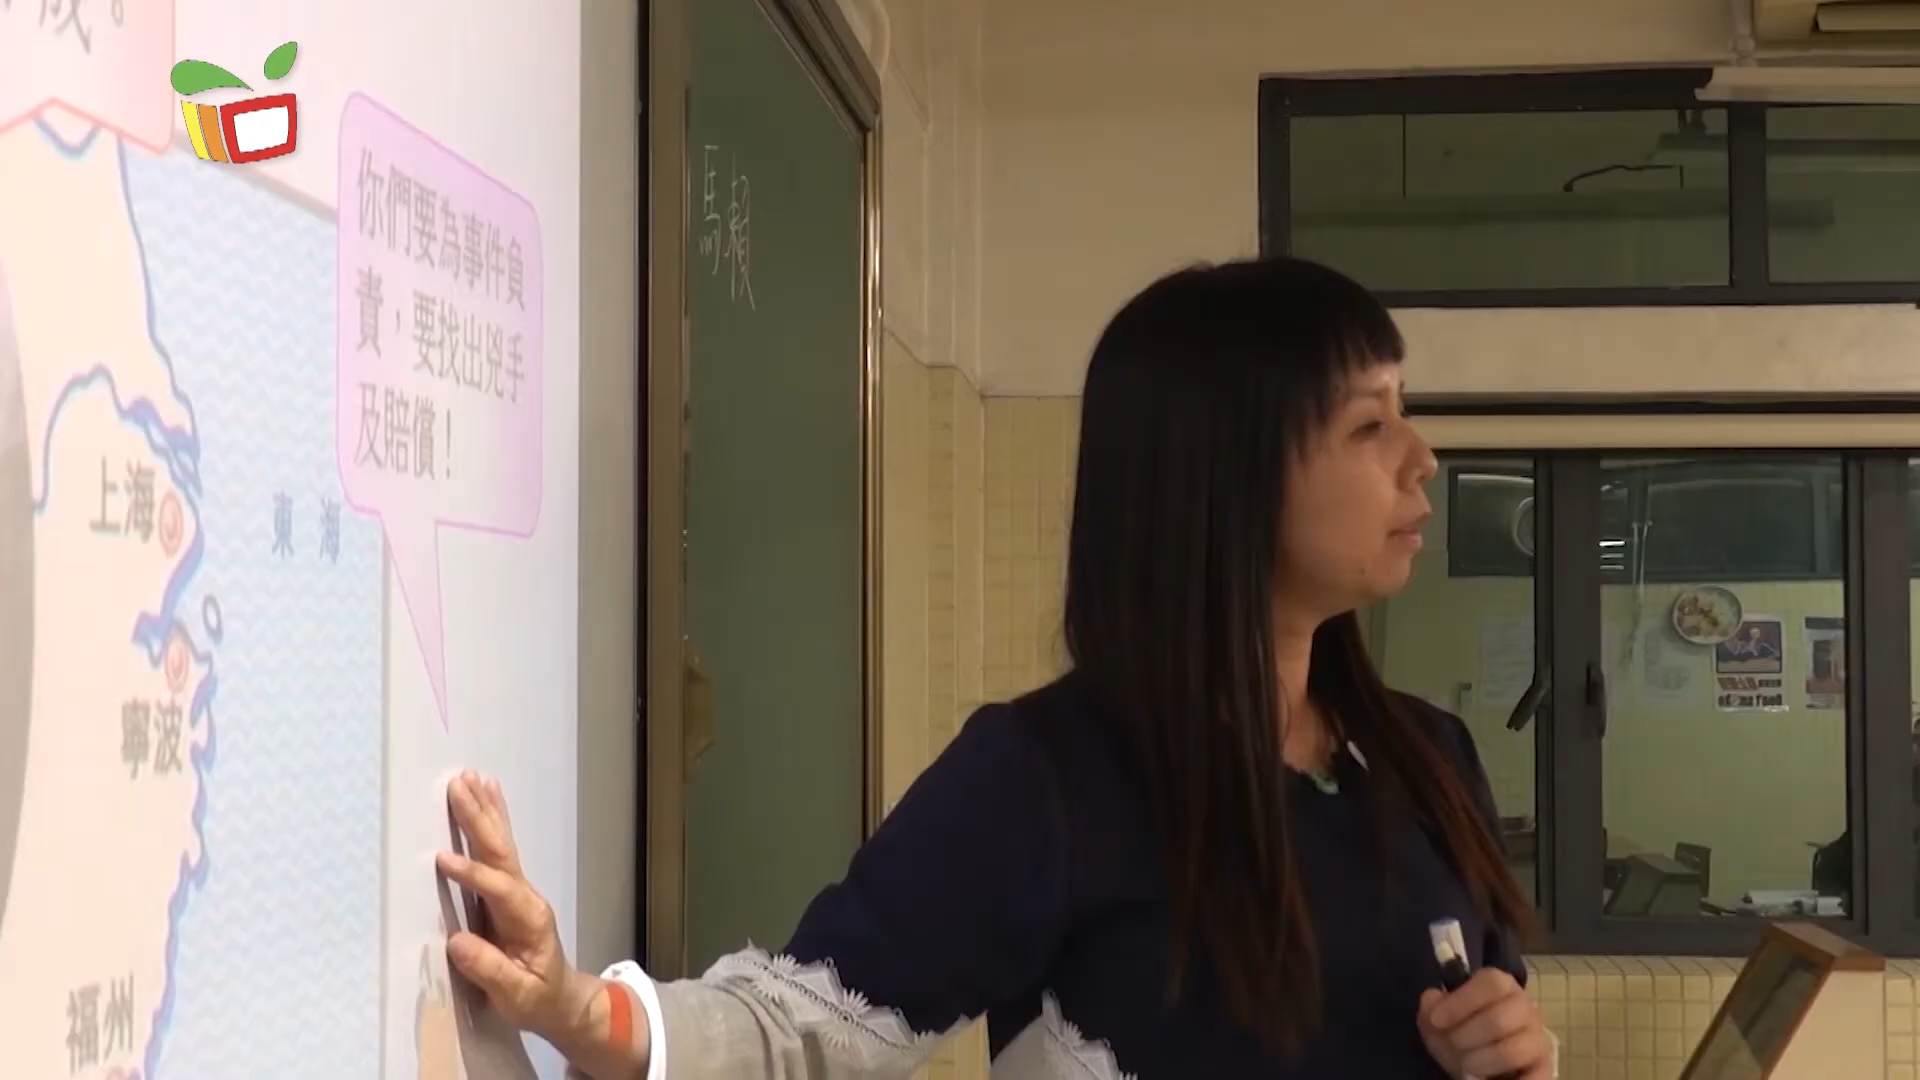 成。
你們要為事件負
責，要找出兇手
及賠償！
馬賴
上海
東海
寧波
福州